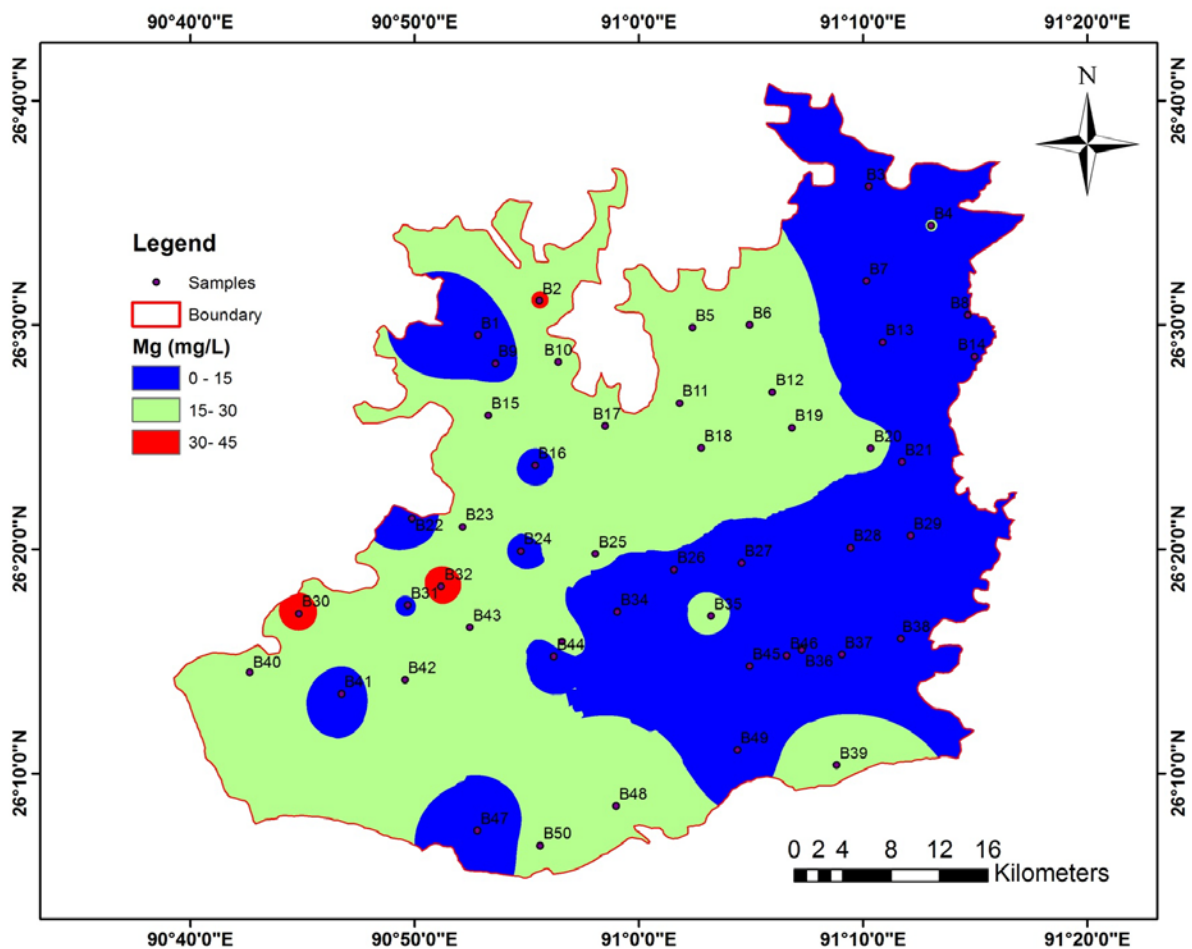 90°40'0"E 90°50'0"E 91°0'0"E 91°10'0"E 91°20'0"E
26°40'0"N 26°40'0"N
N
B3
B4
Legend
Samples
Boundary
Mg (mg/L)
0 - 15
15- 30
30- 45
B7
B2
B8
26°30'0"N 26°30'0"N
B1 B5 B6
B13
B9 B10 B14
B11 B12
B15 B17 B19
B18 B20
B16 B21
B22 B23 B29
B24 B25 B28
26°20'0"N 26°20'0"N
B26 B27
B32
B31
B30 B34 B35
B43 B38
B44 B46 B37
B40 B42 B45 B36
B41
B49
B39
26°10'0"N 26°10'0"N
B48
B47
B50
0 2 4 8 12 16
Kilometers
90°40'0"E 90°50'0"E 91°0'0"E 91°10'0"E 91°20'0"E